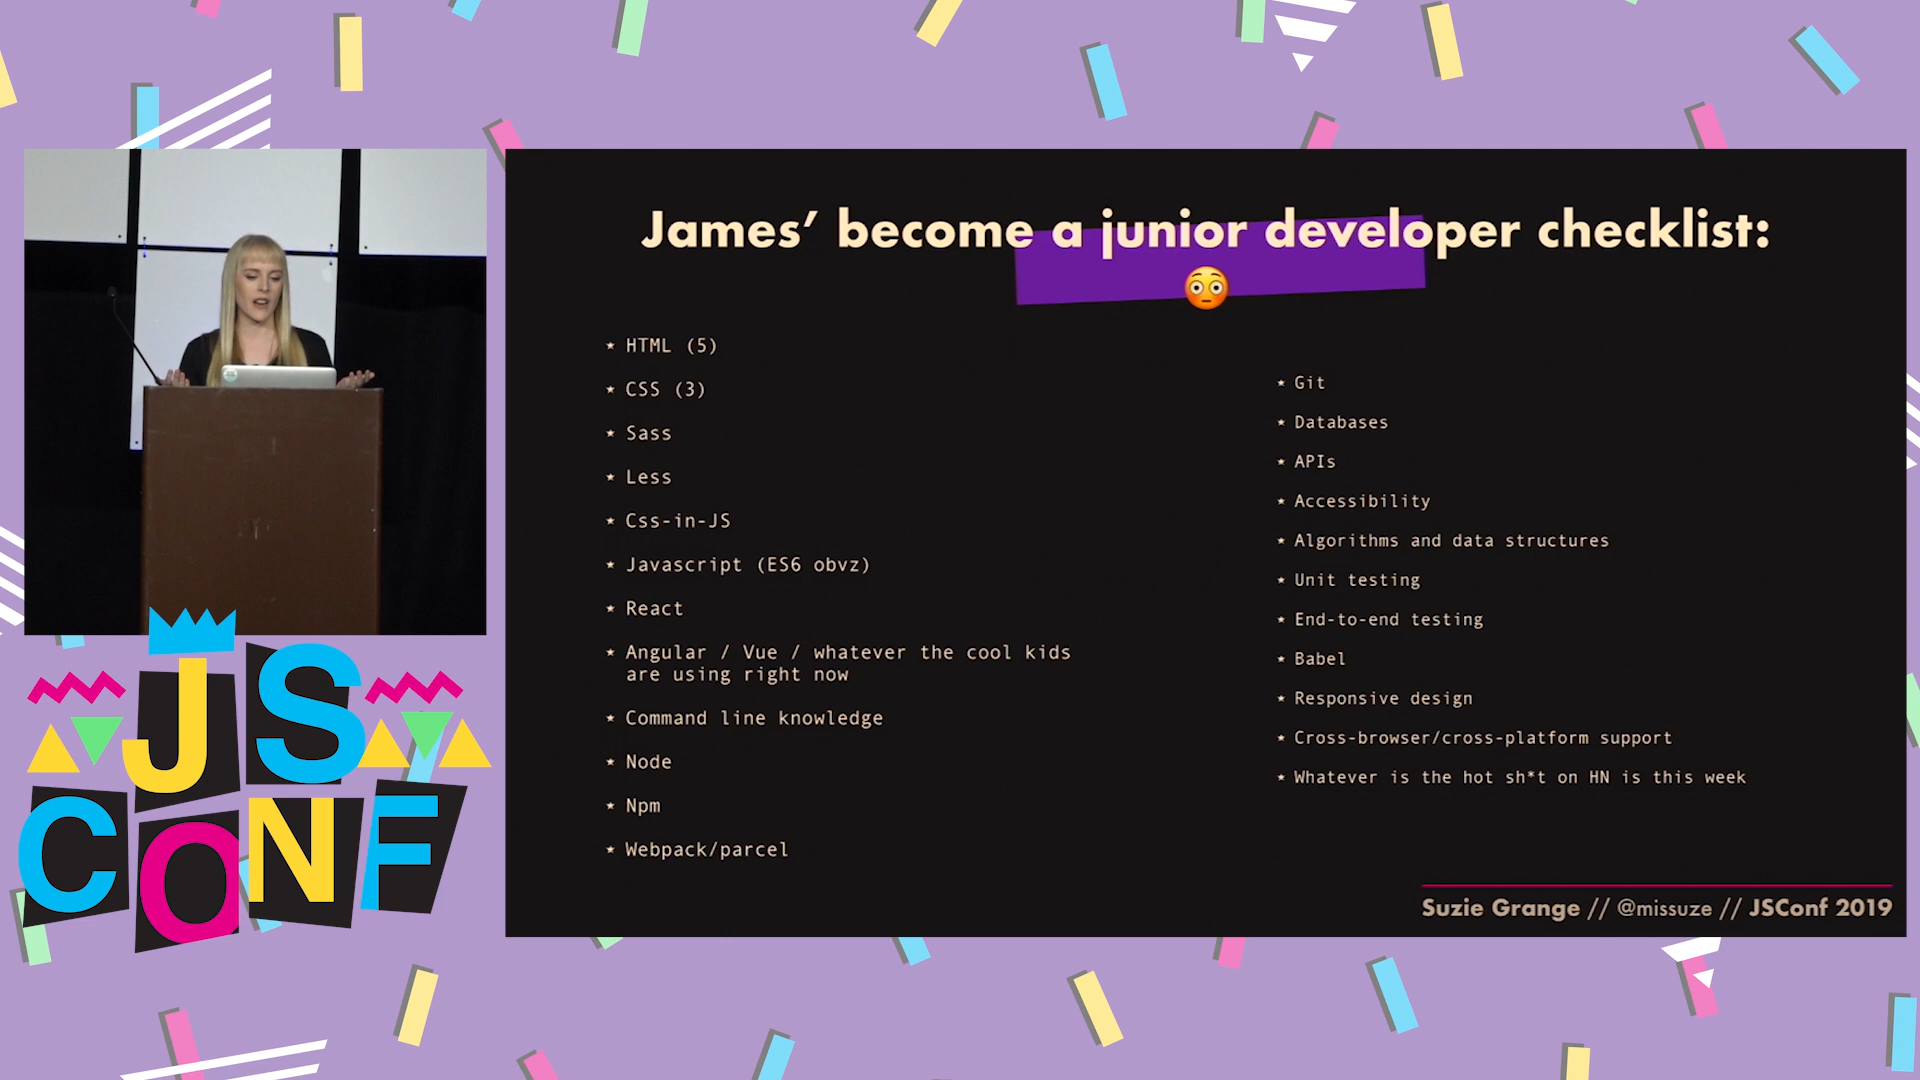 James’ become a junior developer checklist:
★ HTML (5)
★ CSS (3)
★ Sass
★ Less
★ Css-in-JS
★ Javascript (ES6 obvz)
★ React
★ Angular / Vue / whatever the cool kids
are using right now
★ Command line knowledge
★ Node
★ Npm
★ Webpack/parcel
★ Git
★ Databases
★ APIs
★ Accessibility
★ Algorithms and data structures
★ Unit testing
★ End-to-end testing
★ Babel
★ Responsive design
★ Cross-browser/cross-platform support
★ Whatever is the hot sh*t on HN is this week
Suzie Grange // @missuze // JSConf 2019
JS
CONF